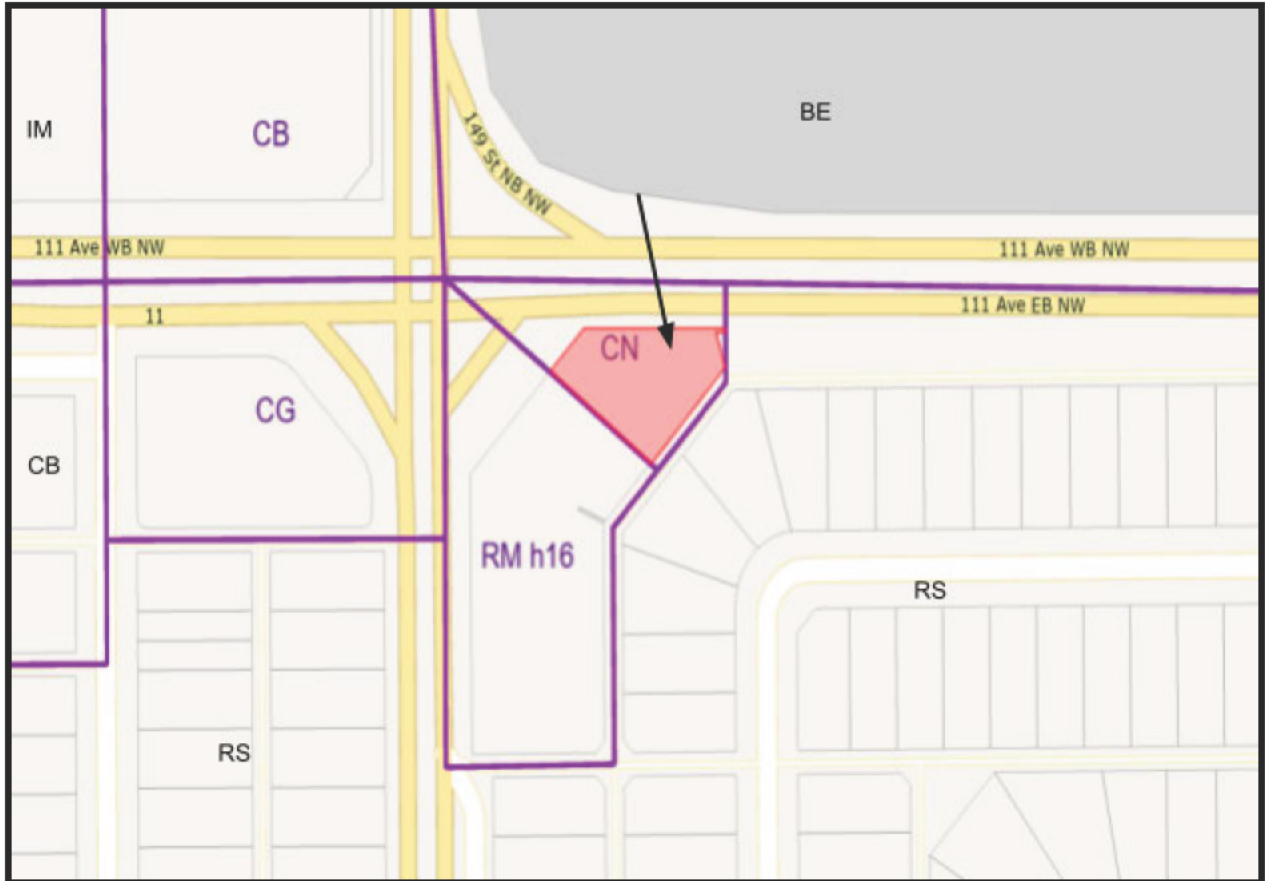 IM
CB
BE
149 St NB NW
111 Ave WB NW
111 Ave WB NW
11
111 Ave EB NW
CN
CG
CB
RM h16
RS
RS